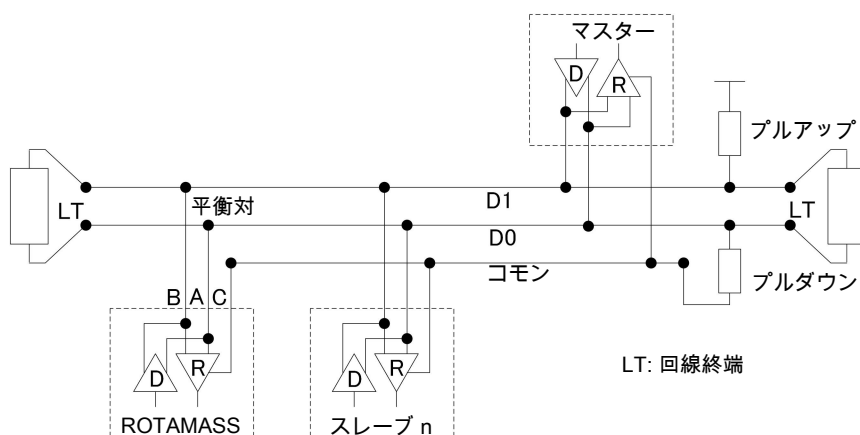 マスター
D
R
プルアップ
LT
平衡対
D1
LT
D0
コモン
プルダウン
B A C
D
R
D
R
LT: 回線終端
ROTAMASS
スレーブ n